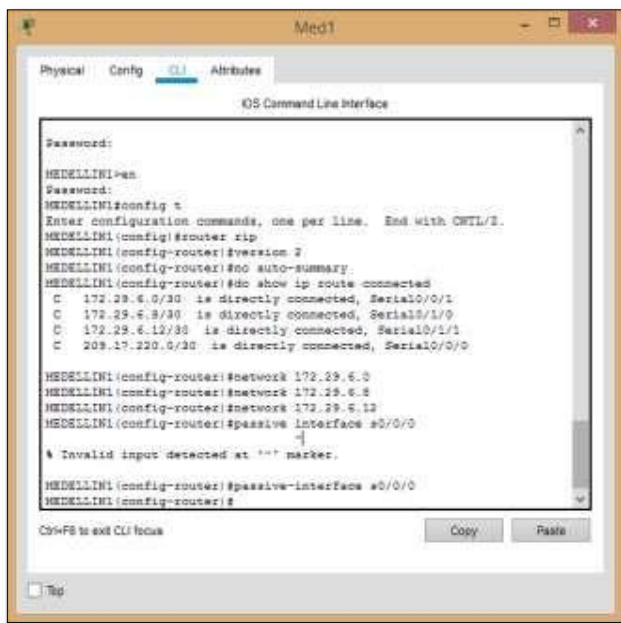 Med1
Physical Config CLI Attributes
IOS Command Line Interface
Password:
MEDELLIN1>en
Password:
MEDELLIN1#config t
Enter configuration commands, one per line. End with CNTL/Z.
MEDELLIN1(config)#router rip
MEDELLIN1(config-router)#version 2
MEDELLIN1(config-router)#no auto-summary
MEDELLIN1(config-router)#do show ip route connected
C 172.29.6.0/30 is directly connected, Serial0/0/1
C 172.29.6.8/30 is directly connected, Serial0/1/0
C 172.29.6.12/30 is directly connected, Serial0/1/1
C 209.17.220.0/30 is directly connected, Serial0/0/0
MEDELLIN1(config-router)#network 172.29.6.0
MEDELLIN1(config-router)#network 172.29.6.8
MEDELLIN1(config-router)#network 172.29.6.12
MEDELLIN1(config-router)#passive interface s0/0/0
^
% Invalid input detected at '^' marker.
MEDELLIN1(config-router)#passive-interface s0/0/0
MEDELLIN1(config-router)#
Ctrl+F6 to exit CLI focus
Copy Paste
Top